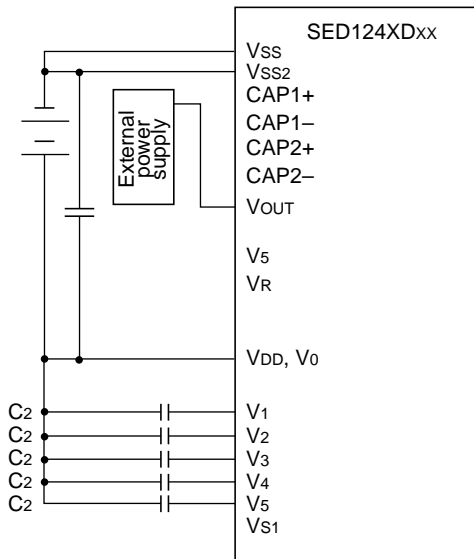 SED124XDXX
VSS
VSS2
CAP1+
CAP1–
CAP2+
CAP2–
VOUT
External
power
supply
V5
VR
VDD, V0
C2 V1
C2 V2
C2 V3
C2 V4
C2 V5
VS1